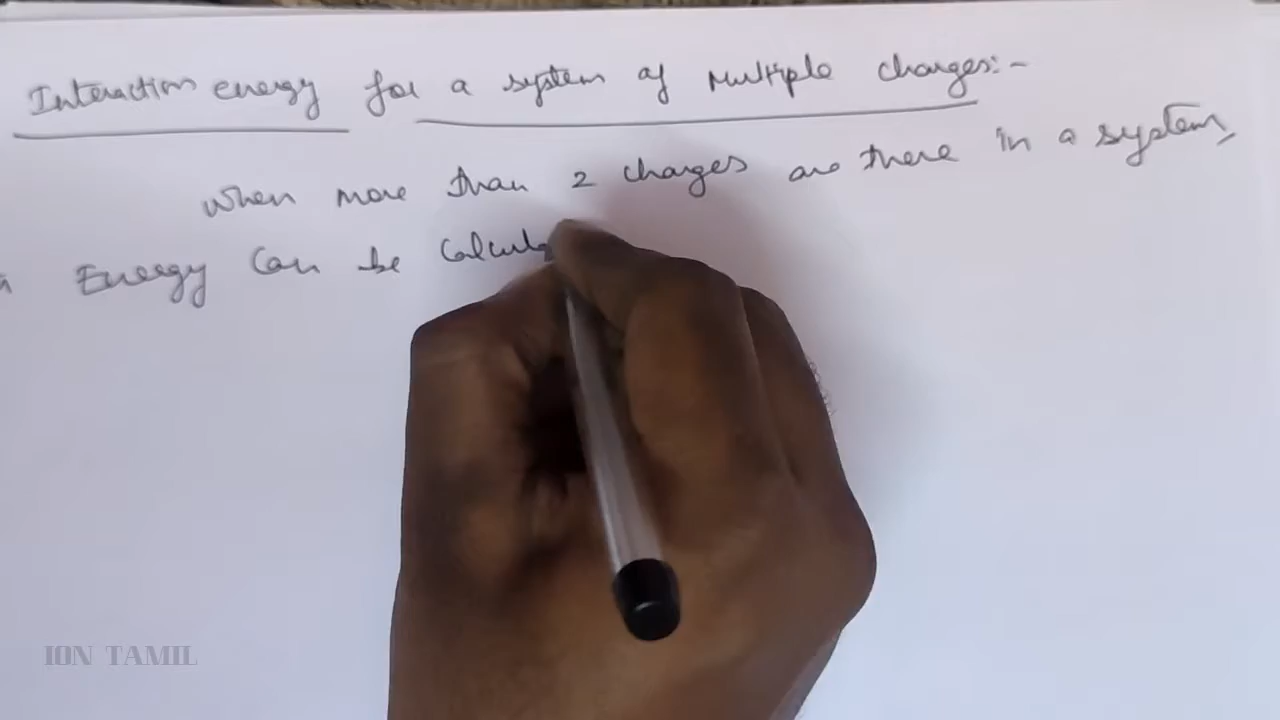 Interaction energy for a system of Multiple charges:-
when more than 2 charges are there in a system,
Energy can be Calcula
ION TAMIL